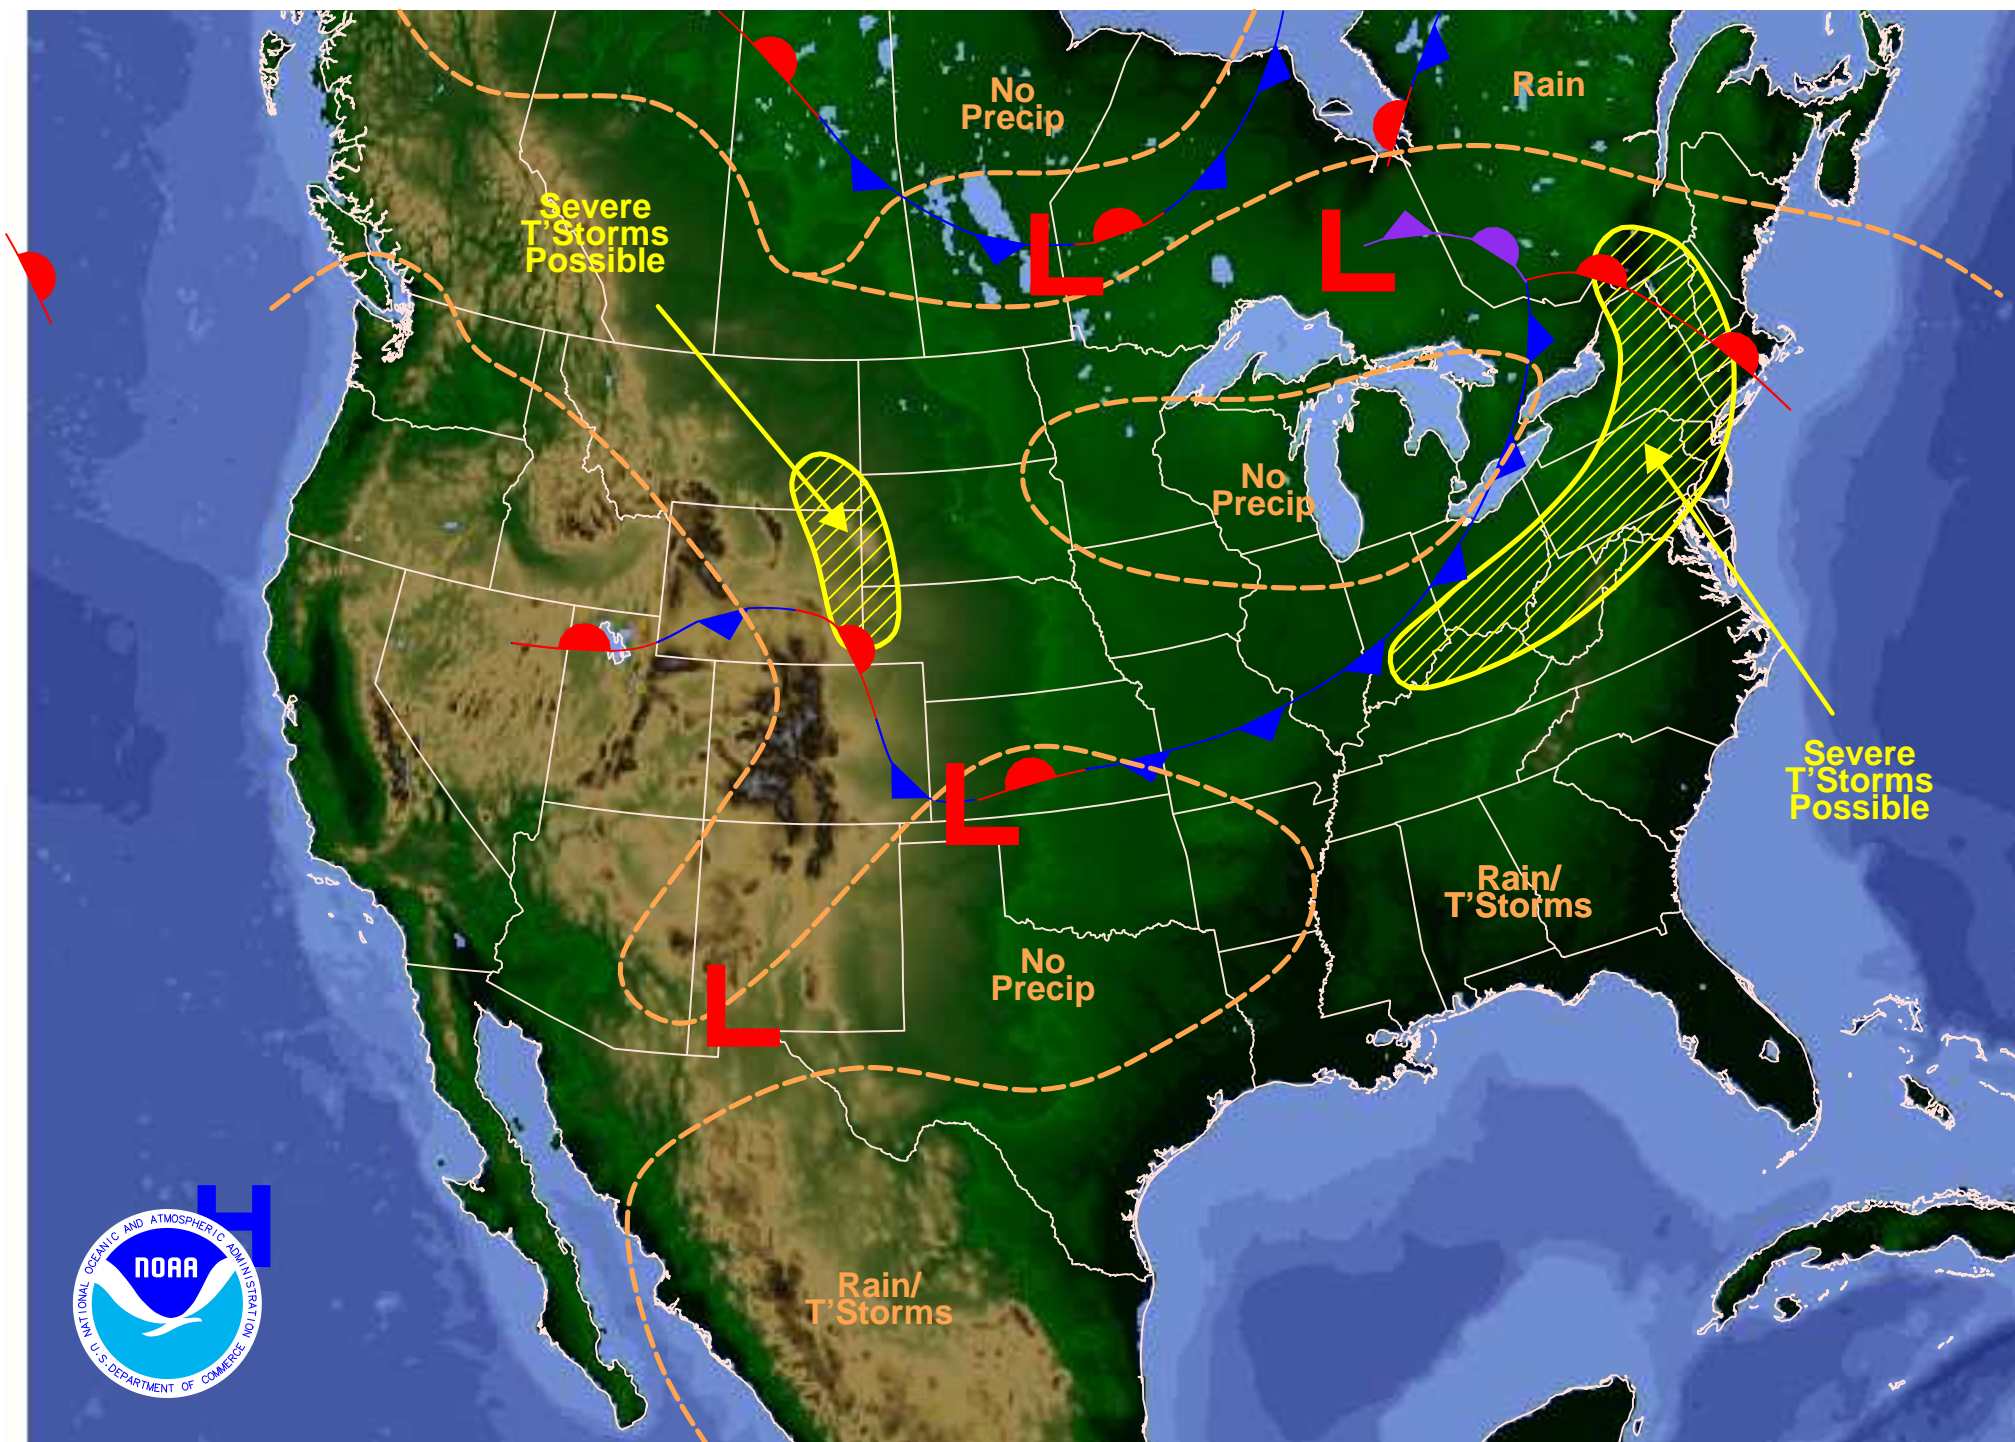 No
Precip
Rain
Severe
T'Storms
Possible
L
L
No
Precip
L
Severe
T'Storms
Possible
Rain/
T'Storms
No
Precip
L
H
NATIONAL OCEANIC AND ATMOSPHERIC ADMINISTRATION
NOAA
U.S. DEPARTMENT OF COMMERCE
Rain/
T'Storms